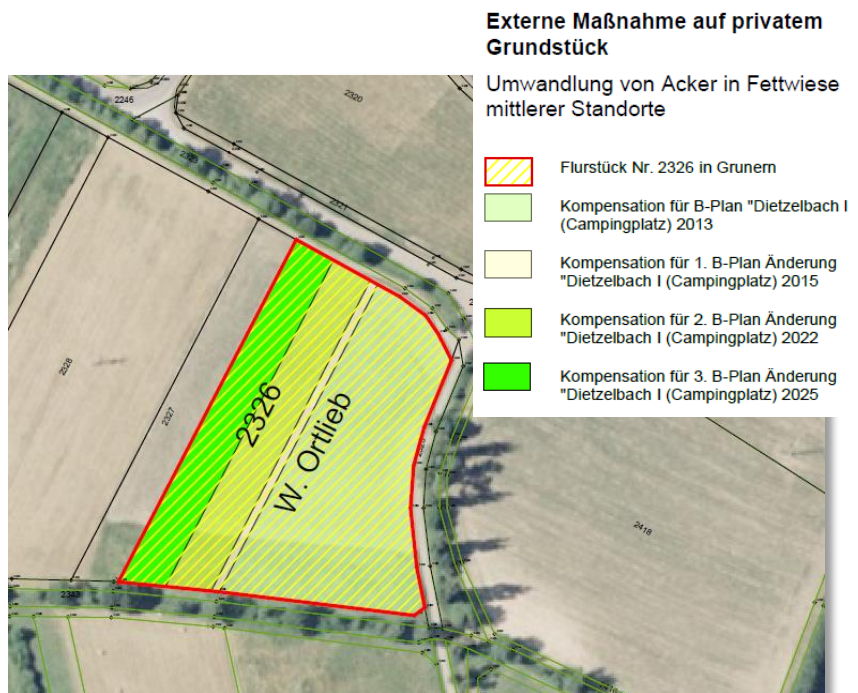 Externe Maßnahme auf privatem
Grundstück
Umwandlung von Acker in Fettwiese
mittlerer Standorte
Flurstück Nr. 2326 in Grunern
Kompensation für B-Plan "Dietzelbach I
(Campingplatz) 2013
Kompensation für 1. B-Plan Änderung
"Dietzelbach I (Campingplatz) 2015
Kompensation für 2. B-Plan Änderung
"Dietzelbach I (Campingplatz) 2022
Kompensation für 3. B-Plan Änderung
"Dietzelbach I (Campingplatz) 2025
2246
2320
2321
2328
2327
2326
W. Ortlieb
2418
2343